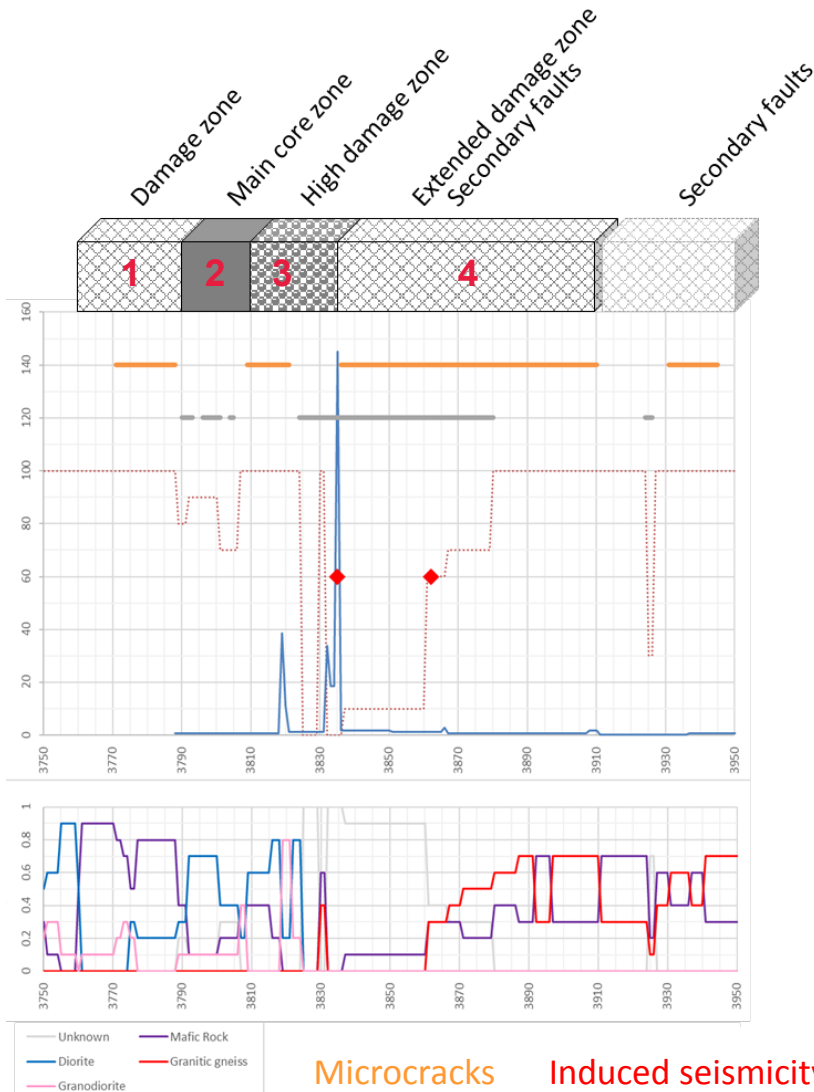 Damage zone
Main core zone
High damage zone
Extended damage zone
Secondary faults
Secondary faults
1 2 3 4
160
140
120
100
80
60
40
20
0
3750 3770 3790 3810 3830 3850 3870 3890 3910 3930 3950
1
0.8
0.6
0.4
0.2
0
3750 3770 3790 3810 3830 3850 3870 3890 3910 3930 3950
Unknown Mafic Rock
Diorite Granitic gneiss
Granodiorite
Microcracks Induced seismicity